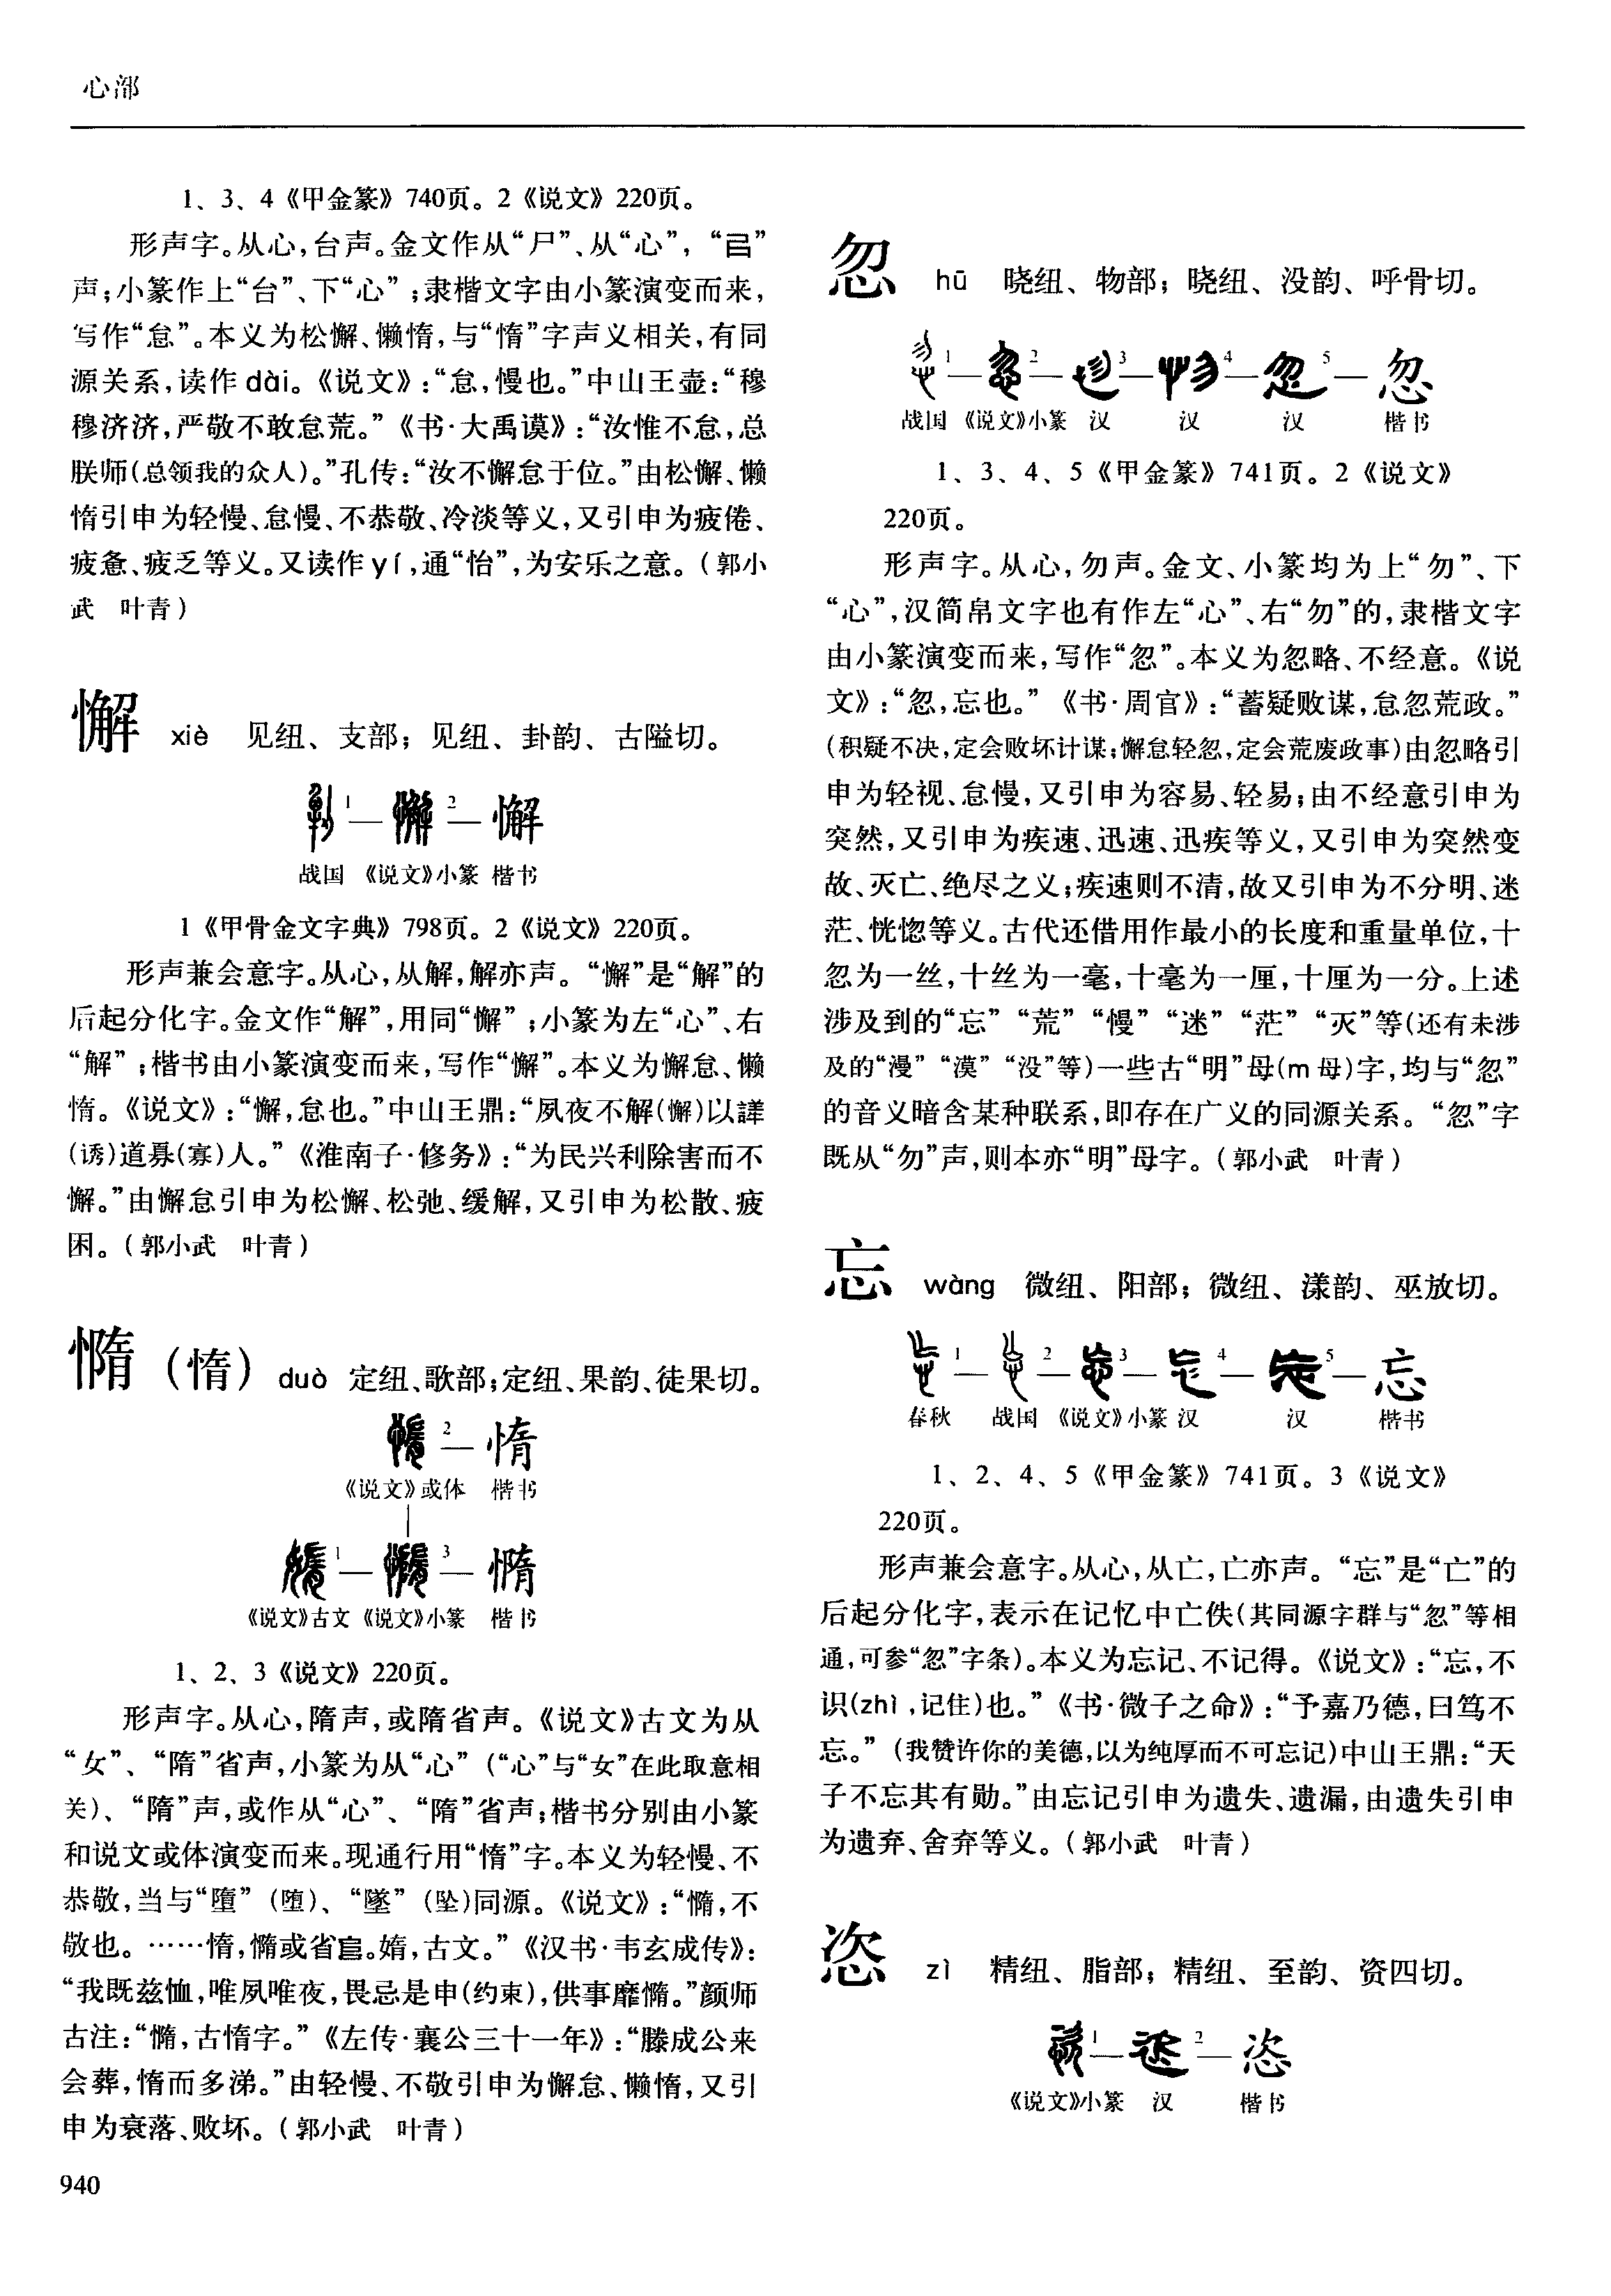 心部
1、3、4《甲金篆》740页。2《说文》220页。
形声字。从心，台声。金文作从“尸”、从“心”，“㠯”
声；小篆作上“台”、下“心”；隶楷文字由小篆演变而来，
写作“怠”。本义为松懈、懒惰，与“惰”字声义相关，有同
源关系，读作dài。《说文》：“怠，慢也。”中山王壶：“穆
穆济济，严敬不敢怠荒。”《书·大禹谟》：“汝惟不怠，总
朕师(总领我的众人)。”孔传：“汝不懈怠于位。”由松懈、懒
惰引申为轻慢、怠慢、不恭敬、冷淡等义，又引申为疲倦、
疲惫、疲乏等义。又读作yí，通“怡”，为安乐之意。（郭小
武　叶青）
懈 xiè 见纽、支部；见纽、卦韵、古隘切。
1—2—懈
战国 《说文》小篆 楷书
1《甲骨金文字典》798页。2《说文》220页。
形声兼会意字。从心，从解，解亦声。“懈”是“解”的
后起分化字。金文作“解”，用同“懈”；小篆为左“心”、右
“解”；楷书由小篆演变而来，写作“懈”。本义为懈怠、懒
惰。《说文》：“懈，怠也。”中山王鼎：“夙夜不解(懈)以
(诱)道(寡)人。”《淮南子·修务》：“为民兴利除害而不
懈。”由懈怠引申为松懈、松弛、缓解，又引申为松散、疲
困。（郭小武　叶青）
憜（惰）duò 定纽、歌部；定纽、果韵、徒果切。
2—惰
《说文》或体 楷书
1—3—憜
《说文》古文 《说文》小篆 楷书
1、2、3《说文》220页。
形声字。从心，隋声，或隋省声。《说文》古文为从
“女”、“隋”省声，小篆为从“心”（“心”与“女”在此取意相
关）、“隋”声，或作从“心”、“隋”省声；楷书分别由小篆
和说文或体演变而来。现通行用“惰”字。本义为轻慢、不
恭敬，当与“墮”（堕）、“墜”（坠)同源。《说文》：“憜，不
敬也。……惰，憜或省𨸏。媠，古文。”《汉书·韦玄成传》：
“我既兹恤，唯夙唯夜，畏忌是申(约束)，供事靡憜。”颜师
古注：“憜，古惰字。”《左传·襄公三十一年》：“滕成公来
会葬，惰而多涕。”由轻慢、不敬引申为懈怠、懒惰，又引
申为衰落、败坏。（郭小武　叶青）
940
忽 hū 晓纽、物部；晓纽、没韵、呼骨切。
1—2—3—4—5—忽
战国 《说文》小篆 汉 汉 汉 楷书
1、3、4、5《甲金篆》741页。2《说文》
220页。
形声字。从心，勿声。金文、小篆均为上“勿”、下
“心”，汉简帛文字也有作左“心”、右“勿”的，隶楷文字
由小篆演变而来，写作“忽”。本义为忽略、不经意。《说
文》：“忽，忘也。”《书·周官》：“蓄疑败谋，怠忽荒政。”
(积疑不决，定会败坏计谋；懈怠轻忽，定会荒废政事)由忽略引
申为轻视、怠慢，又引申为容易、轻易；由不经意引申为
突然，又引申为疾速、迅速、迅疾等义，又引申为突然变
故、灭亡、绝尽之义；疾速则不清，故又引申为不分明、迷
茫、恍惚等义。古代还借用作最小的长度和重量单位，十
忽为一丝，十丝为一毫，十毫为一厘，十厘为一分。上述
涉及到的“忘”“荒”“慢”“迷”“茫”“灭”等(还有未涉
及的“漫”“漠”“没”等)一些古“明”母(m母)字，均与“忽”
的音义暗含某种联系，即存在广义的同源关系。“忽”字
既从“勿”声，则本亦“明”母字。（郭小武　叶青）
忘 wàng 微纽、阳部；微纽、漾韵、巫放切。
1—2—3—4—5—忘
春秋 战国 《说文》小篆 汉 汉 楷书
1、2、4、5《甲金篆》741页。3《说文》
220页。
形声兼会意字。从心，从亡，亡亦声。“忘”是“亡”的
后起分化字，表示在记忆中亡佚(其同源字群与“忽”等相
通，可参“忽”字条)。本义为忘记、不记得。《说文》：“忘，不
识(zhì，记住)也。”《书·微子之命》：“予嘉乃德，曰笃不
忘。”（我赞许你的美德，以为纯厚而不可忘记)中山王鼎：“天
子不忘其有勋。”由忘记引申为遗失、遗漏，由遗失引申
为遗弃、舍弃等义。（郭小武　叶青）
恣 zì 精纽、脂部；精纽、至韵、资四切。
1—2—恣
《说文》小篆 汉 楷书